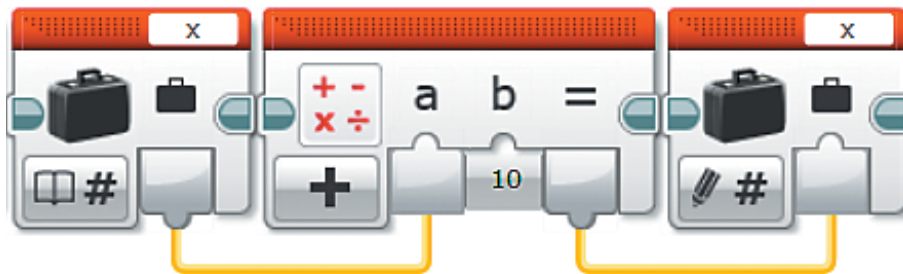 x
x
+ - a b =
x ÷
# + 10 #